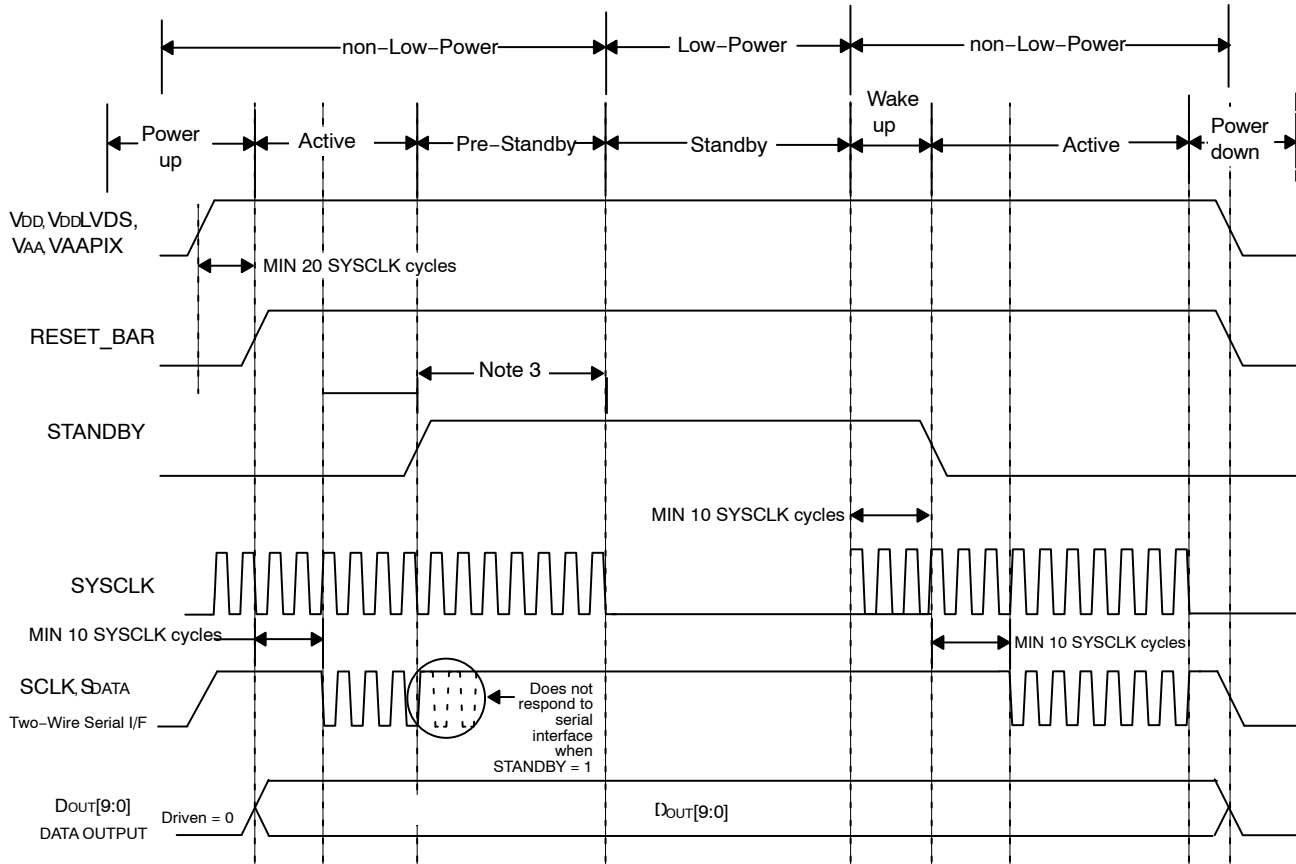 non-Low-Power
Low-Power
non-Low-Power
Power
up
Active
Pre-Standby
Standby
Wake
up
Active
Power
down
VDD, VDDLVDS,
VAA, VAAPIX
MIN 20 SYSCLK cycles
RESET_BAR
Note 3
STANDBY
MIN 10 SYSCLK cycles
SYSCLK
MIN 10 SYSCLK cycles
MIN 10 SYSCLK cycles
SCLK, SDATA
Two-Wire Serial I/F
Does not
respond to
serial
interface
when
STANDBY = 1
DOUT[9:0]
DATA OUTPUT
Driven = 0
DOUT[9:0]